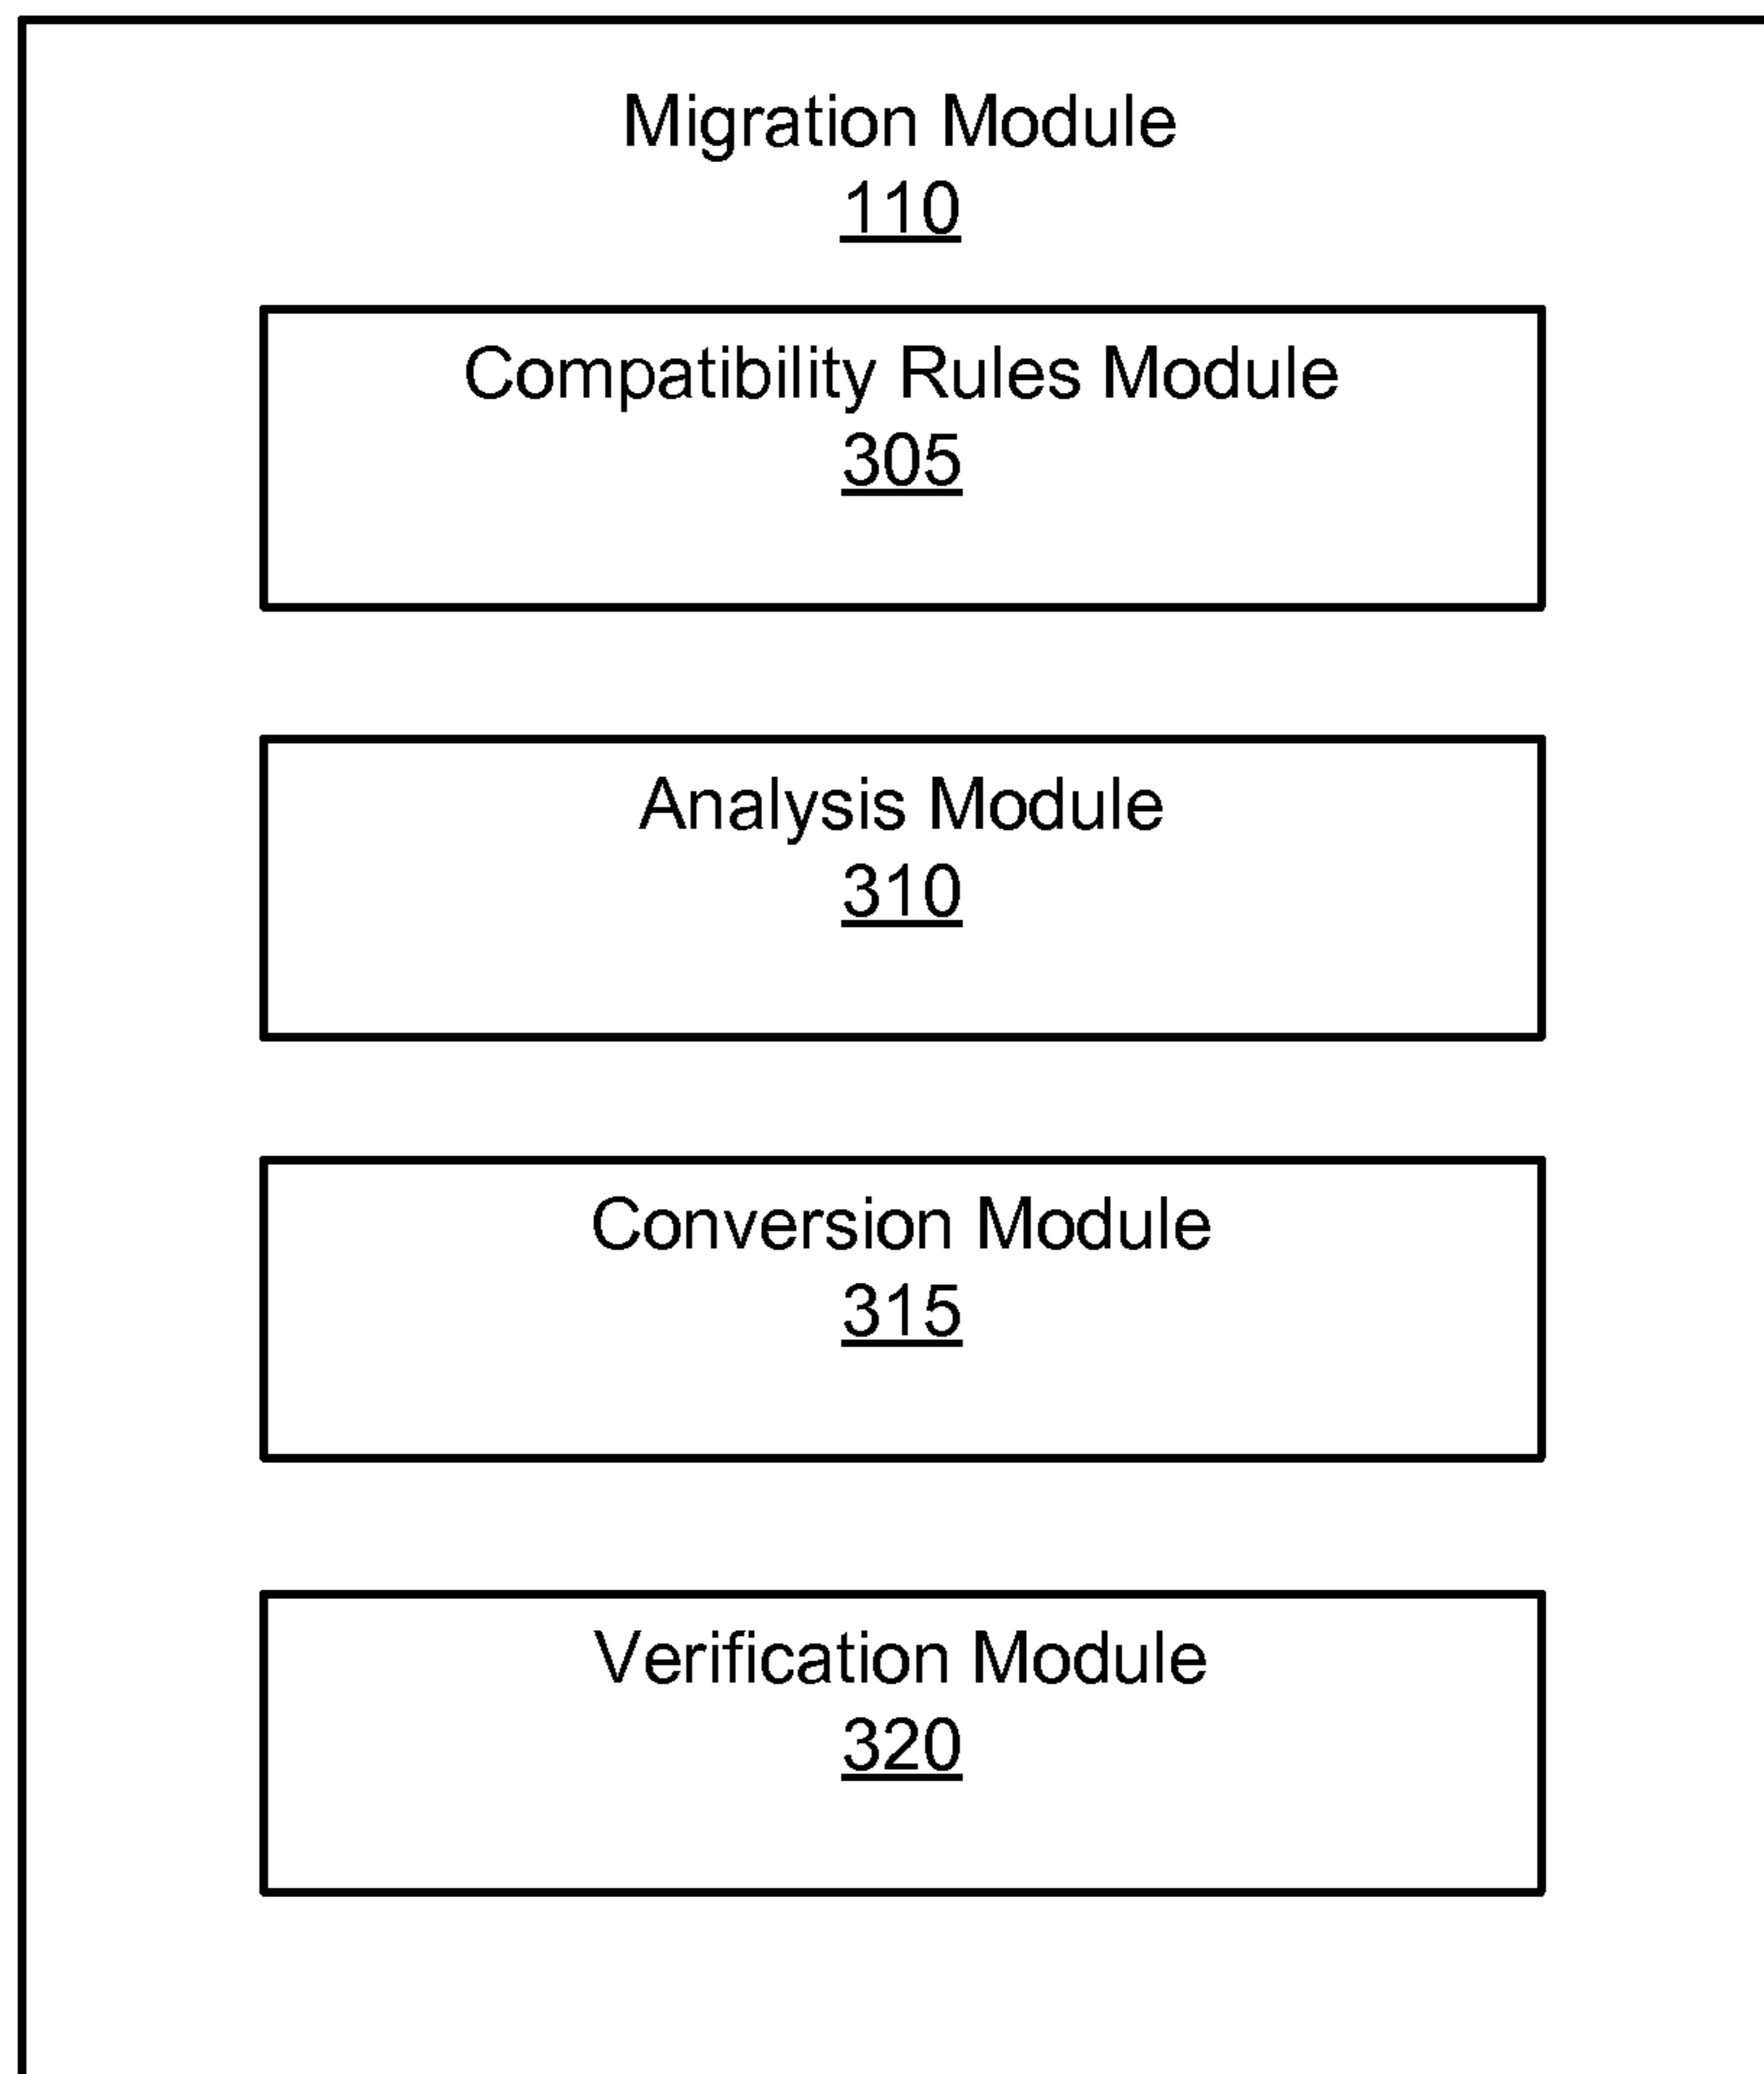 Migration Module
110
Compatibility Rules Module
305
Analysis Module
310
Conversion Module
315
Verification Module
320